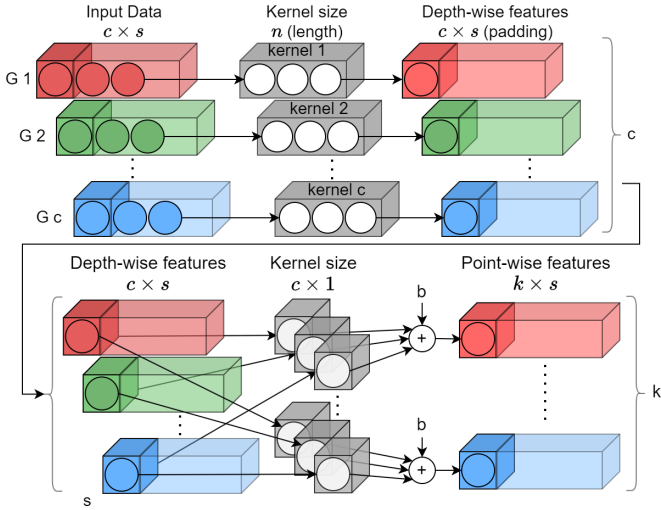 Input Data
c × s
Kernel size
n (length)
Depth-wise features
c × s (padding)
G 1
kernel 1
G 2
kernel 2
c
G c
kernel c
Depth-wise features
c × s
Kernel size
c × 1
Point-wise features
k × s
b
+
k
b
+
s